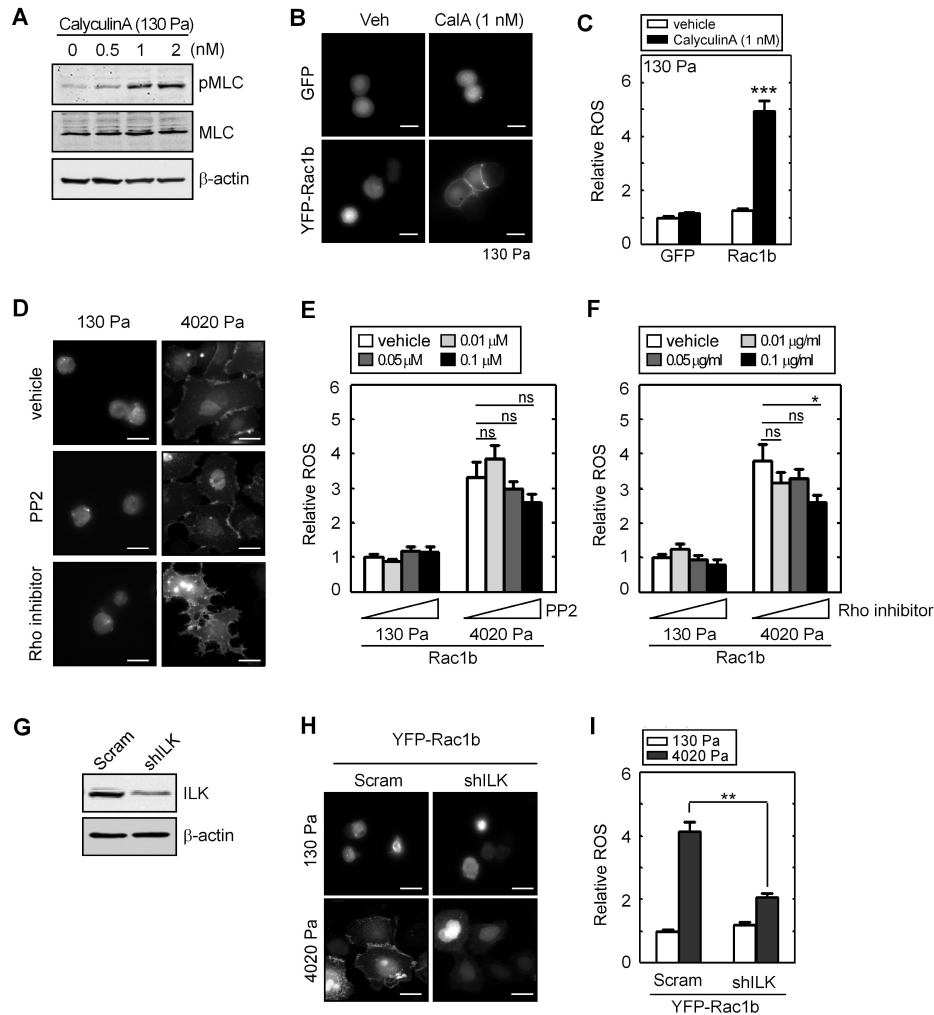 A
CalyculinA (130 Pa)
0 0.5 1 2 (nM)
pMLC
MLC
β-actin
B
Veh CalA (1 nM)
GFP
YFP-Rac1b
130 Pa
C
vehicle
CalyculinA (1 nM)
130 Pa
***
Relative ROS
6
4
2
0
GFP Rac1b
D
130 Pa 4020 Pa
vehicle
PP2
Rho inhibitor
E
vehicle 0.01 μM
0.05 μM 0.1 μM
Relative ROS
6
5
4
3
2
1
0
ns
ns
ns
PP2
130 Pa 4020 Pa
Rac1b
F
vehicle 0.01 μg/ml
0.05 μg/ml 0.1 μg/ml
Relative ROS
6
5
4
3
2
1
0
*
ns
ns
Rho inhibitor
130 Pa 4020 Pa
Rac1b
G
Scram shILK
ILK
β-actin
H
YFP-Rac1b
Scram shILK
130 Pa
4020 Pa
I
130 Pa
4020 Pa
Relative ROS
6
4
2
0
**
Scram shILK
YFP-Rac1b